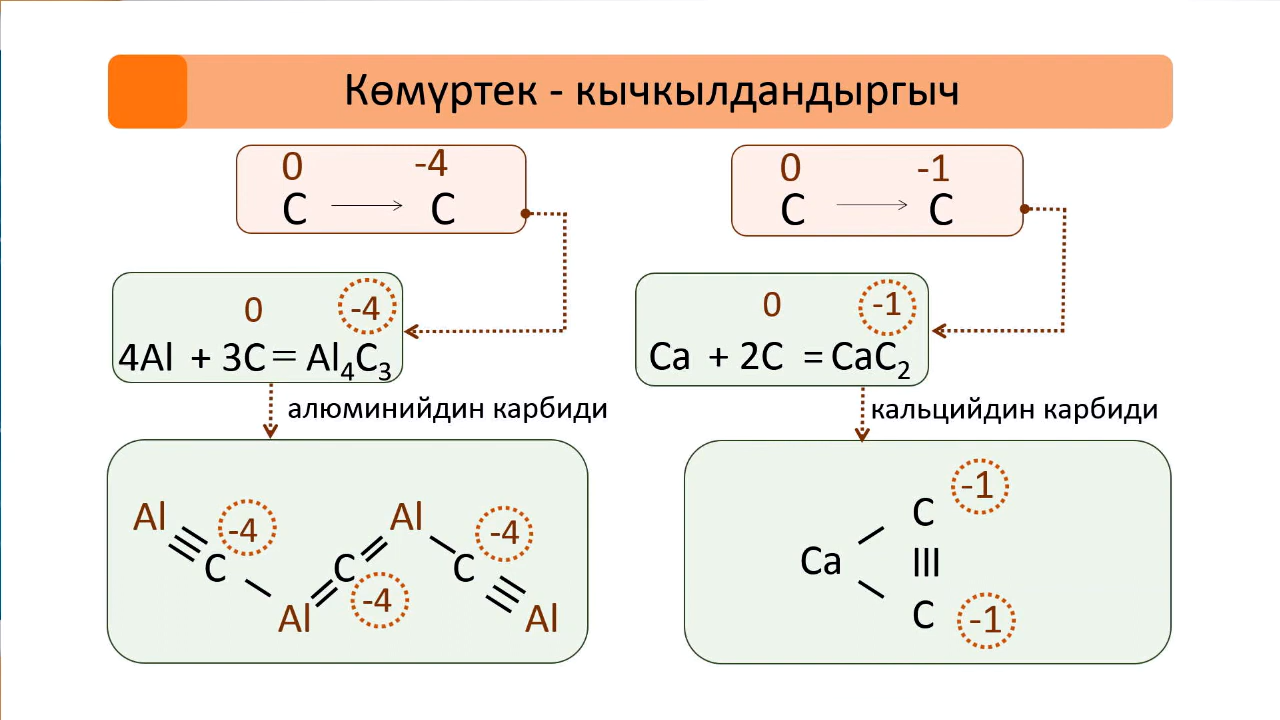 Көмүртек - кычкылдандыргыч
0 -4
C → C
0 -1
C → C
0 -4
4Al + 3C = Al₄C₃
0 -1
Ca + 2C = CaC₂
алюминийдин карбиди
кальцийдин карбиди
Al -4 Al -4
C C C
Al -4 Al
C -1
Ca
C -1